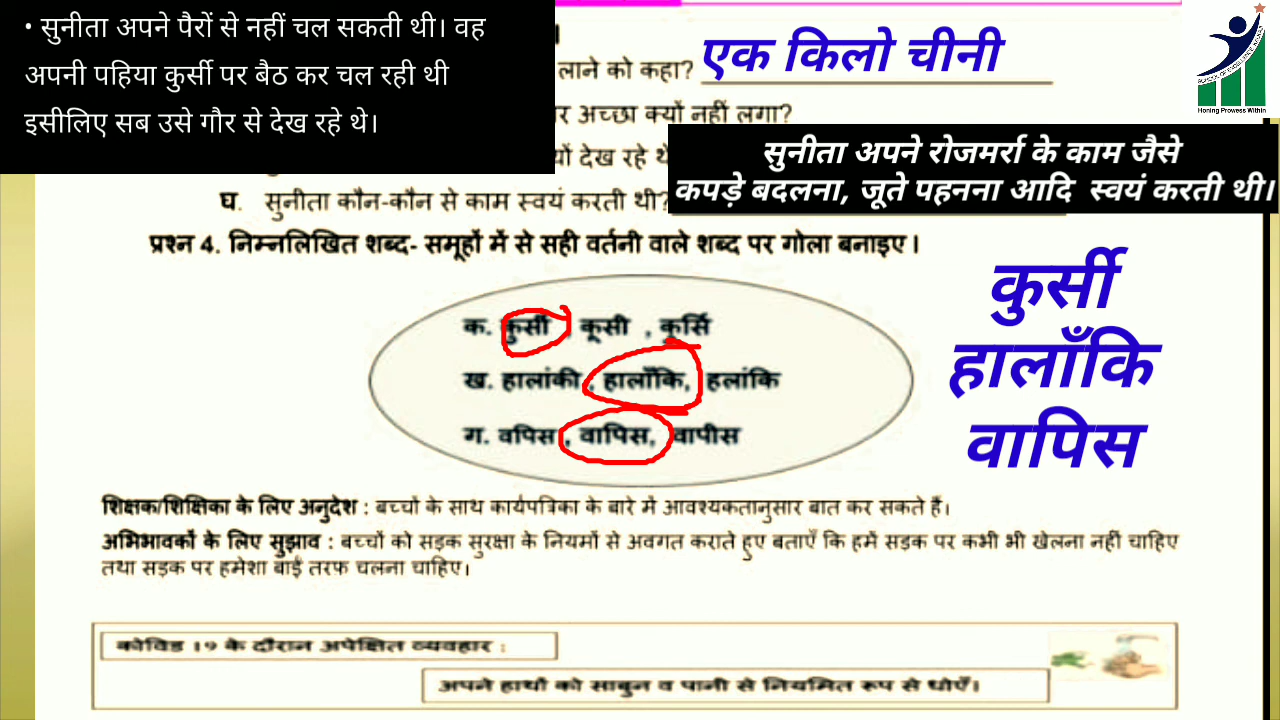 • सुनीता अपने पैरों से नहीं चल सकती थी। वह
अपनी पहिया कुर्सी पर बैठ कर चल रही थी
इसीलिए सब उसे गौर से देख रहे थे।
लाने को कहा? एक किलो चीनी
अच्छा क्यों नहीं लगा?
देख रहे
सुनीता अपने रोजमर्रा के काम जैसे
कपड़े बदलना, जूते पहनना आदि स्वयं करती थी।
घ. सुनीता कौन-कौन से काम स्वयं करती थी?
प्रश्न 4. निम्नलिखित शब्द- समूहों में से सही वर्तनी वाले शब्द पर गोला बनाइए ।
क. कुर्सी , कूसी , कूर्सि
ख. हालांकी , हालाँकि, हलांकि
ग. वपिस , वापिस, वापीस
कुर्सी
हालाँकि
वापिस
शिक्षक/शिक्षिका के लिए अनुदेश : बच्चों के साथ कार्यपत्रिका के बारे में आवश्यकतानुसार बात कर सकते हैं।
अभिभावकों के लिए सुझाव : बच्चों को सड़क सुरक्षा के नियमों से अवगत कराते हुए बताएँ कि हमें सड़क पर कभी भी खेलना नहीं चाहिए
तथा सड़क पर हमेशा बाईं तरफ चलना चाहिए।
कोविड 19 के दौरान अपेक्षित व्यवहार :
अपने हाथों को साबुन व पानी से नियमित रूप से धोएँ।
SCHOOL OF EXCELLENCE
Honing Prowess Within